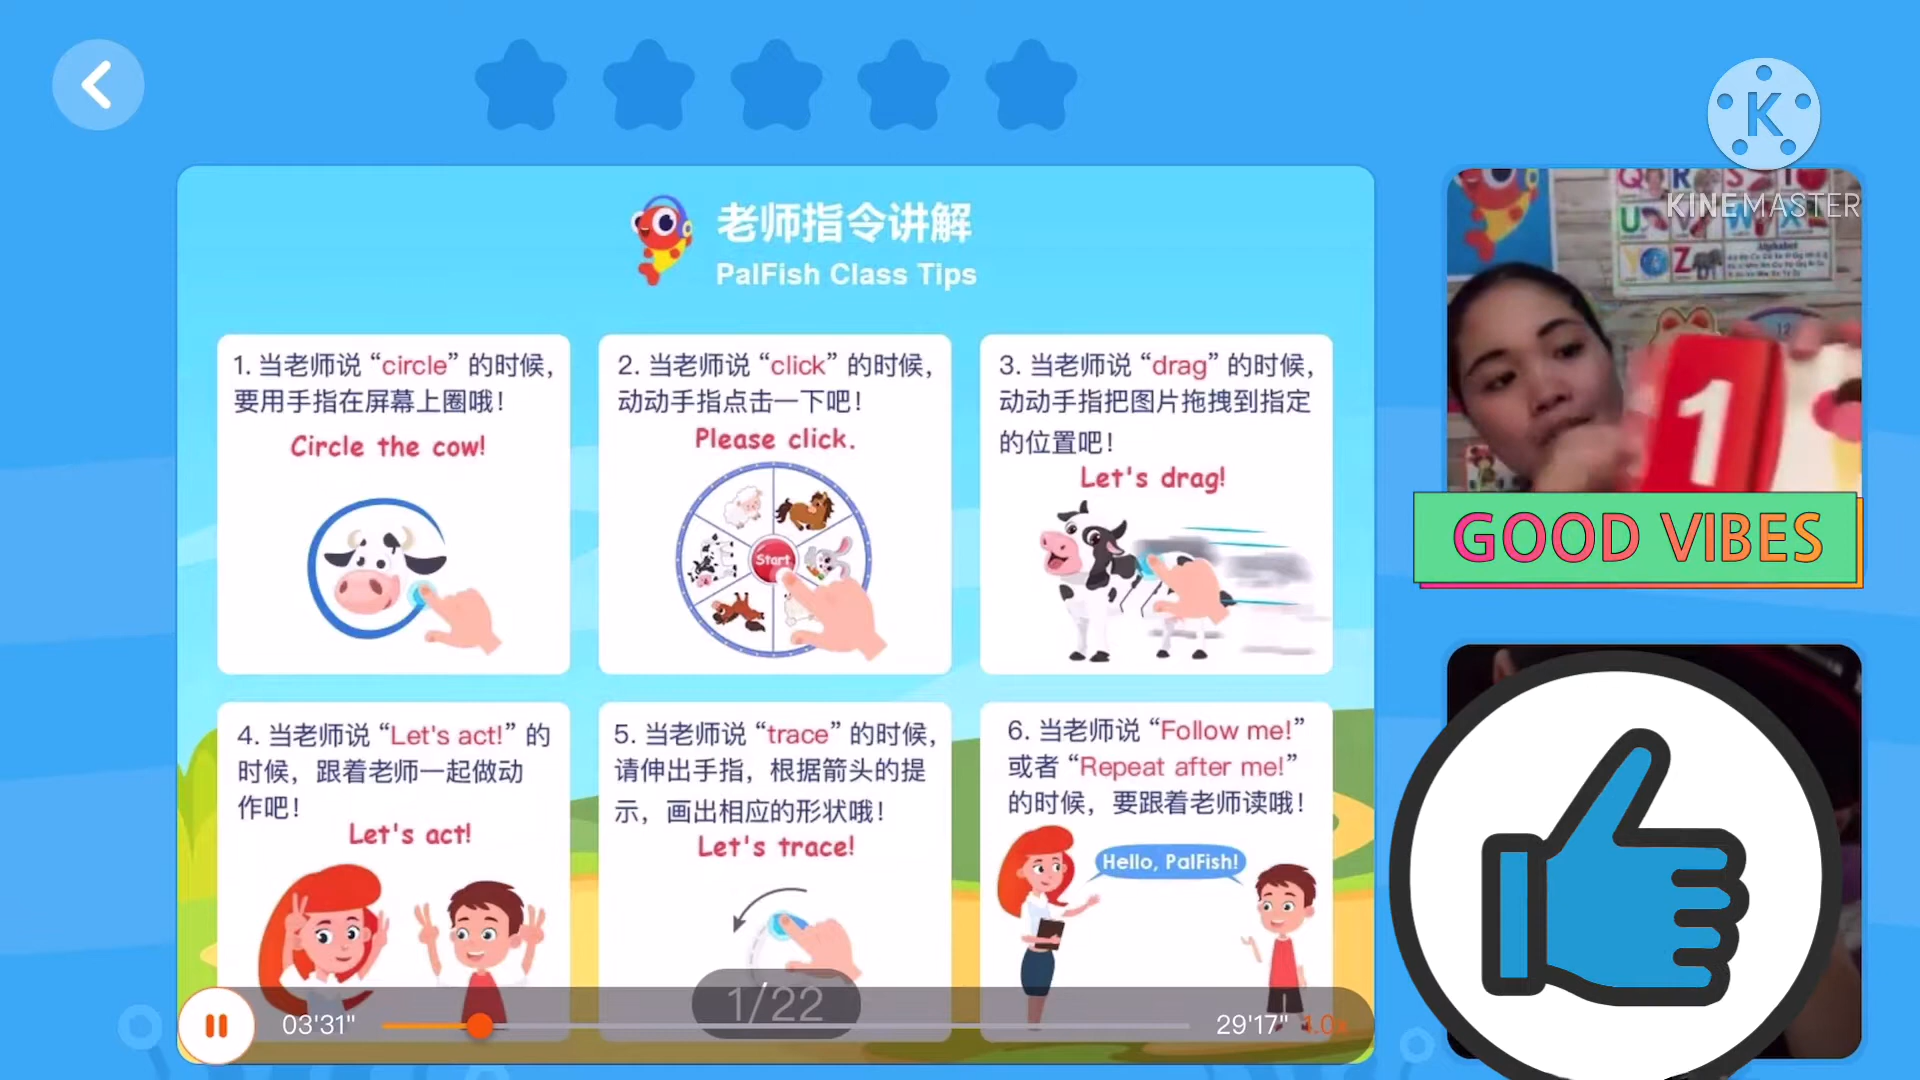 K
KINEMASTER
老师指令讲解
PalFish Class Tips
1. 当老师说 “circle” 的时候,
要用手指在屏幕上圈哦!
Circle the cow!
2. 当老师说 “click” 的时候,
动动手指点击一下吧!
Please click.
Start
3. 当老师说 “drag” 的时候,
动动手指把图片拖拽到指定
的位置吧!
Let's drag!
4. 当老师说 “Let's act!” 的
时候, 跟着老师一起做动
作吧!
Let's act!
5. 当老师说 “trace” 的时候,
请伸出手指, 根据箭头的提
示, 画出相应的形状哦!
Let's trace!
6. 当老师说 “Follow me!”
或者 “Repeat after me!”
的时候, 要跟着老师读哦!
Hello, PalFish!
Q R S T
U V W X
Y Z
Alphabet
12
1
GOOD VIBES
03'31"
1/22
29'17" 1.0x